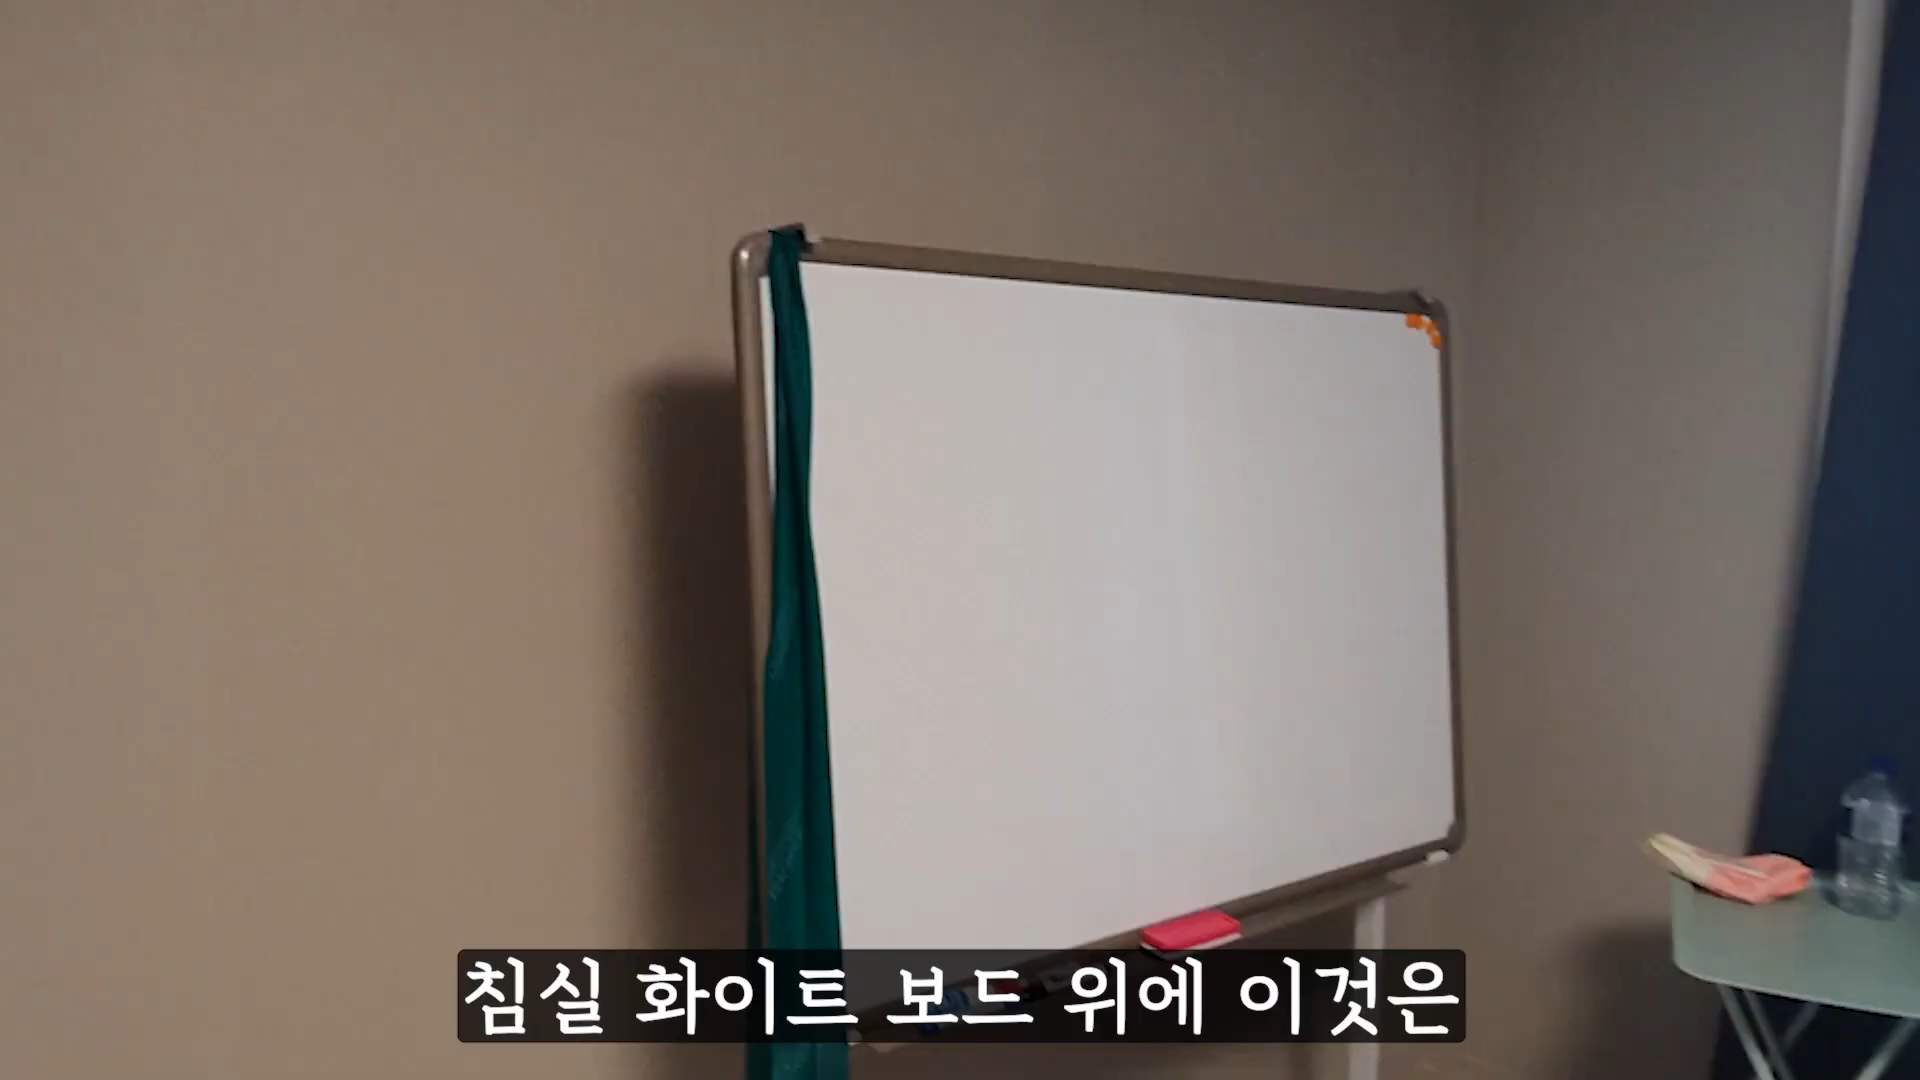 침실 화이트 보드 위에 이것은